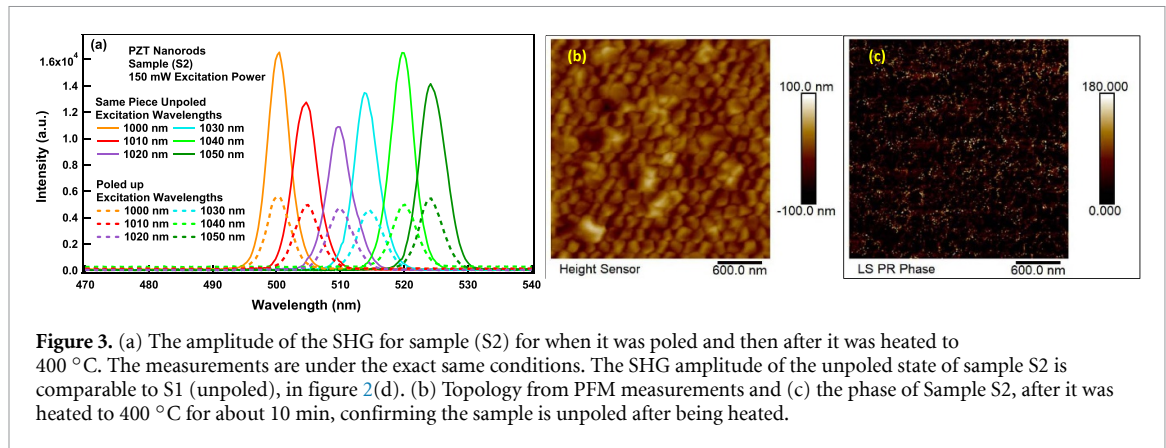 (a)
PZT Nanorods
Sample (S2)
150 mW Excitation Power
Same Piece Unpoled
Excitation Wavelengths
1000 nm 1030 nm
1010 nm 1040 nm
1020 nm 1050 nm
Poled up
Excitation Wavelengths
1000 nm 1030 nm
1010 nm 1040 nm
1020 nm 1050 nm
Intensity (a.u.)
1.6x10⁴
1.4
1.2
1.0
0.8
0.6
0.4
0.2
0.0
470 480 490 500 510 520 530 540
Wavelength (nm)
(b)
100.0 nm
-100.0 nm
Height Sensor
600.0 nm
(c)
180.000
0.000
LS PR Phase
600.0 nm
Figure 3. (a) The amplitude of the SHG for sample (S2) for when it was poled and then after it was heated to
400 °C. The measurements are under the exact same conditions. The SHG amplitude of the unpoled state of sample S2 is
comparable to S1 (unpoled), in figure 2(d). (b) Topology from PFM measurements and (c) the phase of Sample S2, after it was
heated to 400 °C for about 10 min, confirming the sample is unpoled after being heated.